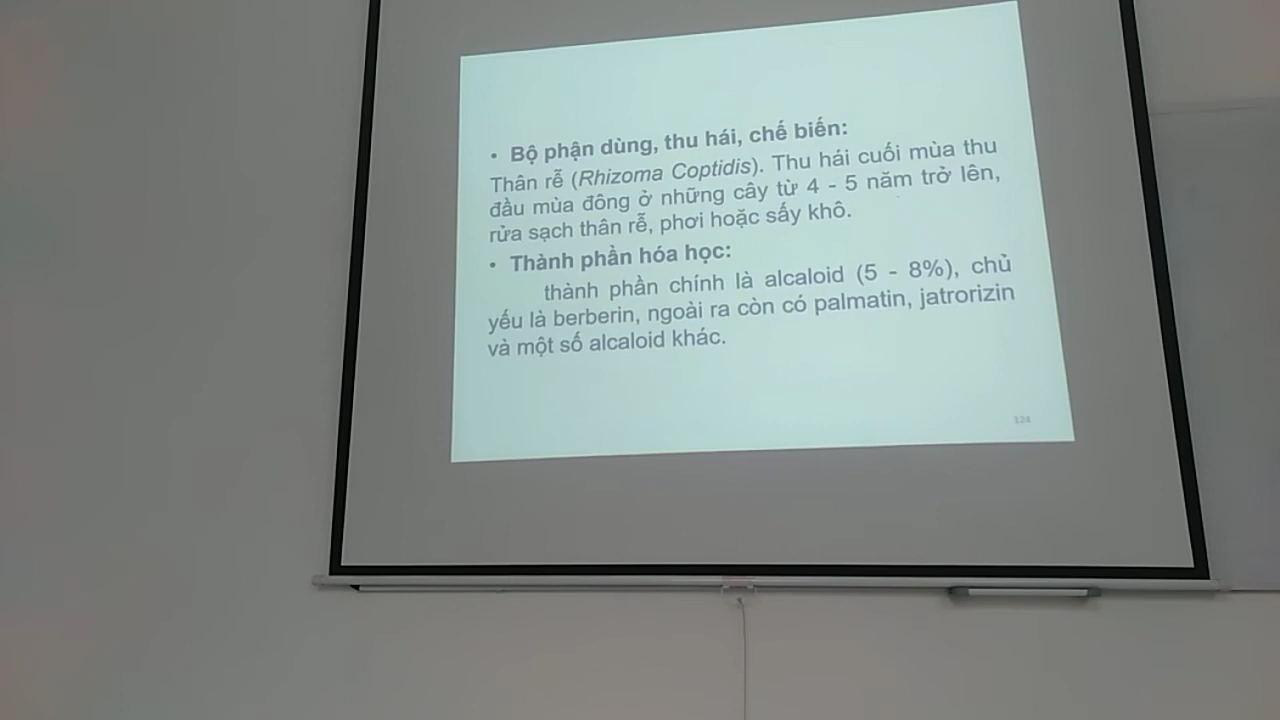 • Bộ phận dùng, thu hái, chế biến:
Thân rễ (Rhizoma Coptidis). Thu hái cuối mùa thu
đầu mùa đông ở những cây từ 4 - 5 năm trở lên,
rửa sạch thân rễ, phơi hoặc sấy khô.
• Thành phần hóa học:
thành phần chính là alcaloid (5 - 8%), chủ
yếu là berberin, ngoài ra còn có palmatin, jatrorizin
và một số alcaloid khác.
124